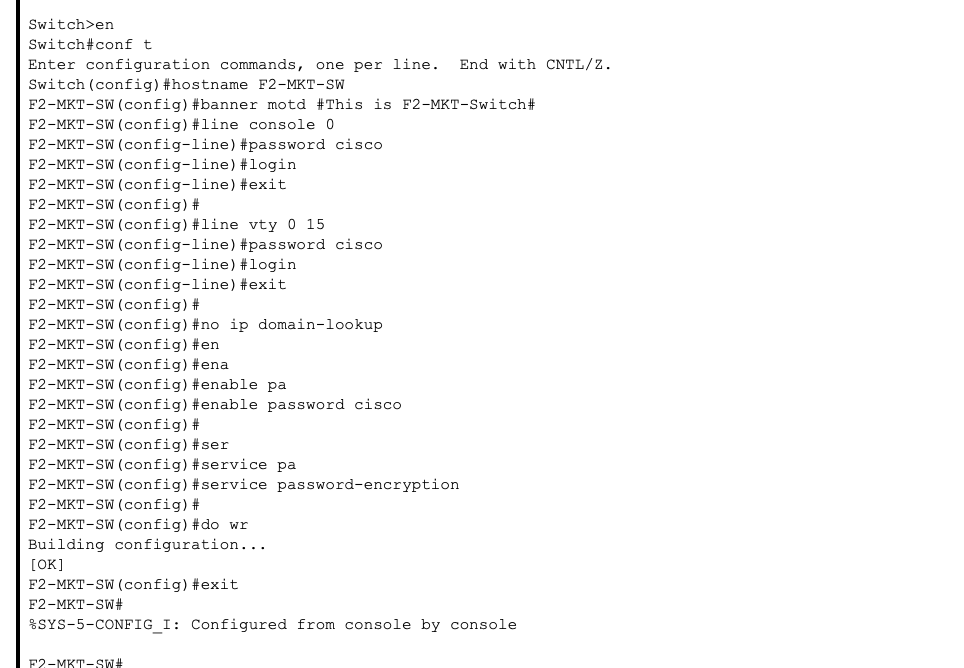 Switch>en
Switch#conf t
Enter configuration commands, one per line.  End with CNTL/Z.
Switch(config)#hostname F2-MKT-SW
F2-MKT-SW(config)#banner motd #This is F2-MKT-Switch#
F2-MKT-SW(config)#line console 0
F2-MKT-SW(config-line)#password cisco
F2-MKT-SW(config-line)#login
F2-MKT-SW(config-line)#exit
F2-MKT-SW(config)#
F2-MKT-SW(config)#line vty 0 15
F2-MKT-SW(config-line)#password cisco
F2-MKT-SW(config-line)#login
F2-MKT-SW(config-line)#exit
F2-MKT-SW(config)#
F2-MKT-SW(config)#no ip domain-lookup
F2-MKT-SW(config)#en
F2-MKT-SW(config)#ena
F2-MKT-SW(config)#enable pa
F2-MKT-SW(config)#enable password cisco
F2-MKT-SW(config)#
F2-MKT-SW(config)#ser
F2-MKT-SW(config)#service pa
F2-MKT-SW(config)#service password-encryption
F2-MKT-SW(config)#
F2-MKT-SW(config)#do wr
Building configuration...
[OK]
F2-MKT-SW(config)#exit
F2-MKT-SW#
%SYS-5-CONFIG_I: Configured from console by console
F2-MKT-SW#